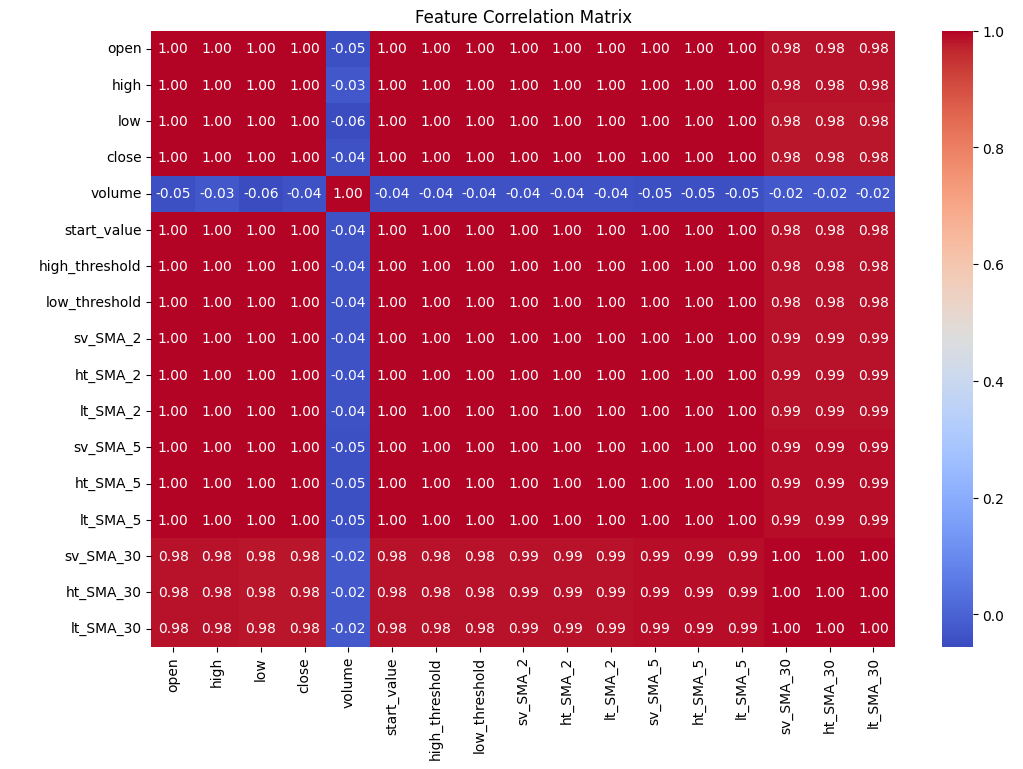 Feature Correlation Matrix
open 1.00 1.00 1.00 1.00 -0.05 1.00 1.00 1.00 1.00 1.00 1.00 1.00 1.00 1.00 0.98 0.98 0.98
high 1.00 1.00 1.00 1.00 -0.03 1.00 1.00 1.00 1.00 1.00 1.00 1.00 1.00 1.00 0.98 0.98 0.98
low 1.00 1.00 1.00 1.00 -0.06 1.00 1.00 1.00 1.00 1.00 1.00 1.00 1.00 1.00 0.98 0.98 0.98
close 1.00 1.00 1.00 1.00 -0.04 1.00 1.00 1.00 1.00 1.00 1.00 1.00 1.00 1.00 0.98 0.98 0.98
volume -0.05 -0.03 -0.06 -0.04 1.00 -0.04 -0.04 -0.04 -0.04 -0.04 -0.04 -0.05 -0.05 -0.05 -0.02 -0.02 -0.02
start_value 1.00 1.00 1.00 1.00 -0.04 1.00 1.00 1.00 1.00 1.00 1.00 1.00 1.00 1.00 0.98 0.98 0.98
high_threshold 1.00 1.00 1.00 1.00 -0.04 1.00 1.00 1.00 1.00 1.00 1.00 1.00 1.00 1.00 0.98 0.98 0.98
low_threshold 1.00 1.00 1.00 1.00 -0.04 1.00 1.00 1.00 1.00 1.00 1.00 1.00 1.00 1.00 0.98 0.98 0.98
sv_SMA_2 1.00 1.00 1.00 1.00 -0.04 1.00 1.00 1.00 1.00 1.00 1.00 1.00 1.00 1.00 0.99 0.99 0.99
ht_SMA_2 1.00 1.00 1.00 1.00 -0.04 1.00 1.00 1.00 1.00 1.00 1.00 1.00 1.00 1.00 0.99 0.99 0.99
lt_SMA_2 1.00 1.00 1.00 1.00 -0.04 1.00 1.00 1.00 1.00 1.00 1.00 1.00 1.00 1.00 0.99 0.99 0.99
sv_SMA_5 1.00 1.00 1.00 1.00 -0.05 1.00 1.00 1.00 1.00 1.00 1.00 1.00 1.00 1.00 0.99 0.99 0.99
ht_SMA_5 1.00 1.00 1.00 1.00 -0.05 1.00 1.00 1.00 1.00 1.00 1.00 1.00 1.00 1.00 0.99 0.99 0.99
lt_SMA_5 1.00 1.00 1.00 1.00 -0.05 1.00 1.00 1.00 1.00 1.00 1.00 1.00 1.00 1.00 0.99 0.99 0.99
sv_SMA_30 0.98 0.98 0.98 0.98 -0.02 0.98 0.98 0.98 0.99 0.99 0.99 0.99 0.99 0.99 1.00 1.00 1.00
ht_SMA_30 0.98 0.98 0.98 0.98 -0.02 0.98 0.98 0.98 0.99 0.99 0.99 0.99 0.99 0.99 1.00 1.00 1.00
lt_SMA_30 0.98 0.98 0.98 0.98 -0.02 0.98 0.98 0.98 0.99 0.99 0.99 0.99 0.99 0.99 1.00 1.00 1.00
open high low close volume start_value high_threshold low_threshold sv_SMA_2 ht_SMA_2 lt_SMA_2 sv_SMA_5 ht_SMA_5 lt_SMA_5 sv_SMA_30 ht_SMA_30 lt_SMA_30
1.0
0.8
0.6
0.4
0.2
0.0